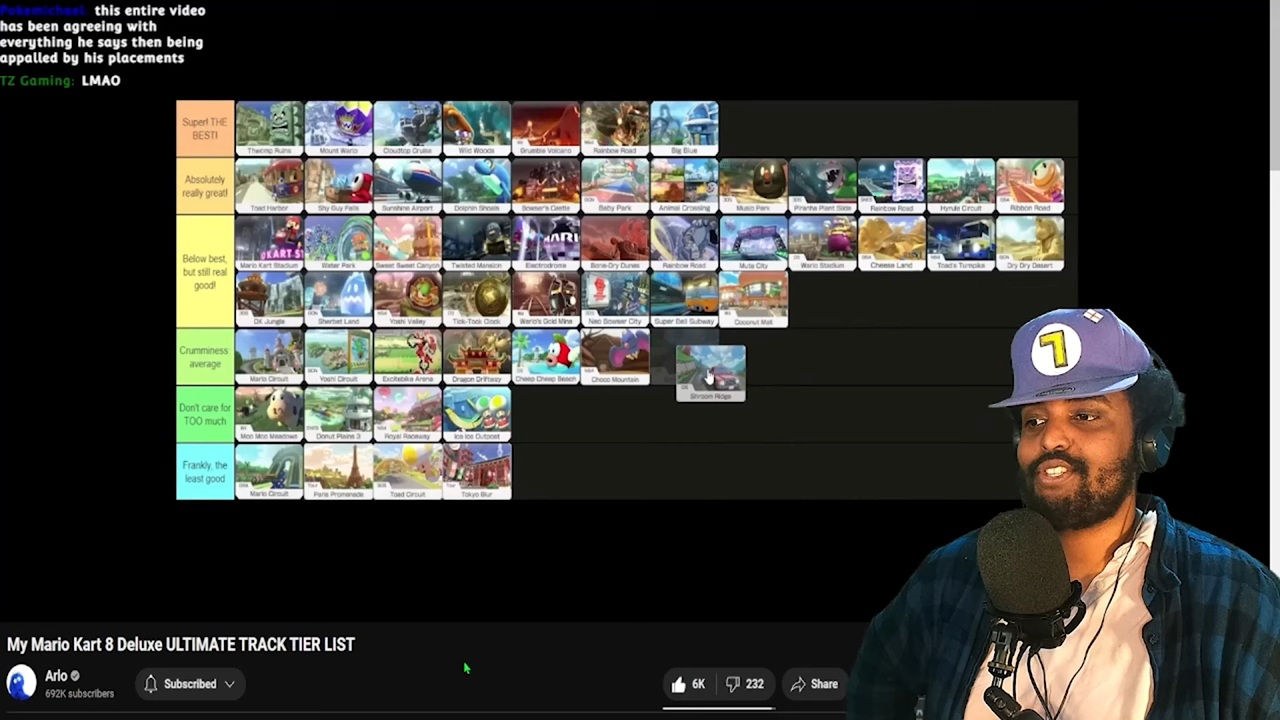 Pokemichael: this entire video
has been agreeing with
everything he says then being
appalled by his placements
TZ Gaming: LMAO
Super! THE
BEST!
Thwomp Ruins Mount Wario Cloudtop Cruise Wild Woods Grumble Volcano Rainbow Road Big Blue
Absolutely
really great!
Toad Harbor Shy Guy Falls Sunshine Airport Dolphin Shoals Bowser's Castle Baby Park Animal Crossing Music Park Piranha Plant Slide Rainbow Road Hyrule Circuit Ribbon Road
Below best,
but still real
good!
Mario Kart Stadium Water Park Sweet Sweet Canyon Twisted Mansion Electrodrome Bone-Dry Dunes Rainbow Road Mute City Wario Stadium Cheese Land Toad's Turnpike Dry Dry Desert
DK Jungle Sherbet Land Yoshi Valley Tick-Tock Clock Wario's Gold Mine Neo Bowser City Super Bell Subway Coconut Mall
Crumminess
average
Mario Circuit Yoshi Circuit Excitebike Arena Dragon Driftway Cheep Cheep Beach Choco Mountain
Shroom Ridge
Don't care for
TOO much
Moo Moo Meadows Donut Plains 3 Royal Raceway Ice Ice Outpost
Frankly, the
least good
Mario Circuit Paris Promenade Toad Circuit Tokyo Blur
7
My Mario Kart 8 Deluxe ULTIMATE TRACK TIER LIST
Arlo
692K subscribers
Subscribed
6K
232
Share